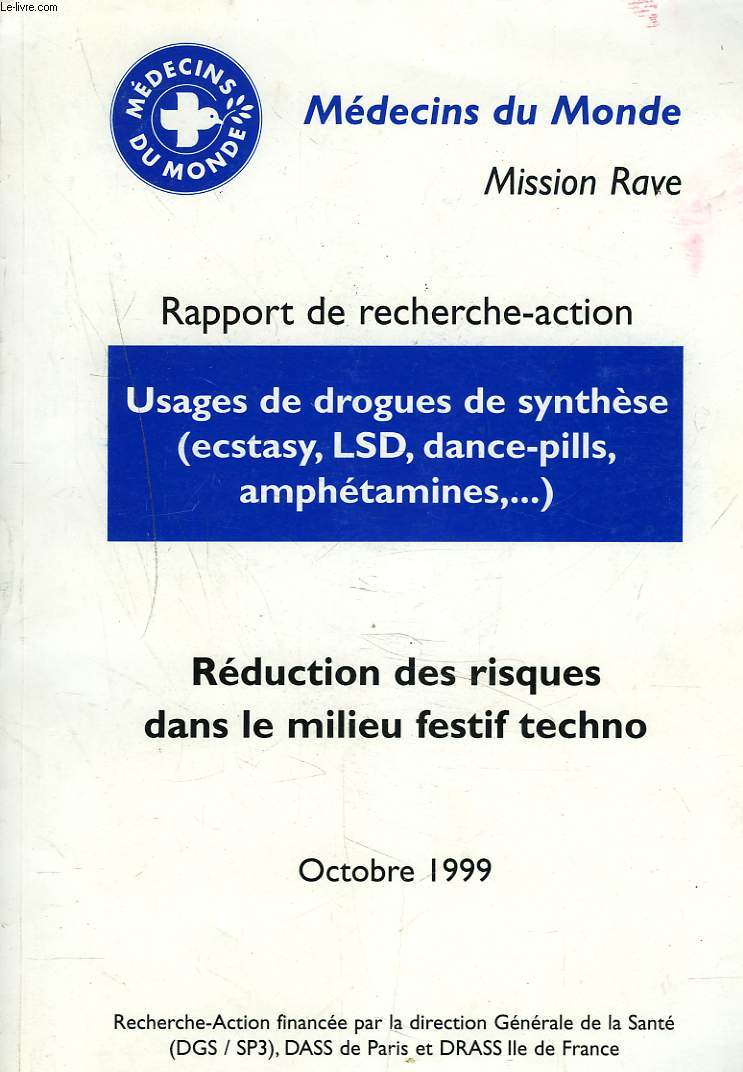 Le-livre.com
MÉDECINS
DU MONDE
Médecins du Monde
Mission Rave
Rapport de recherche-action
Usages de drogues de synthèse
(ecstasy, LSD, dance-pills,
amphétamines,...)
Réduction des risques
dans le milieu festif techno
Octobre 1999
Recherche-Action financée par la direction Générale de la Santé
(DGS / SP3), DASS de Paris et DRASS Ile de France